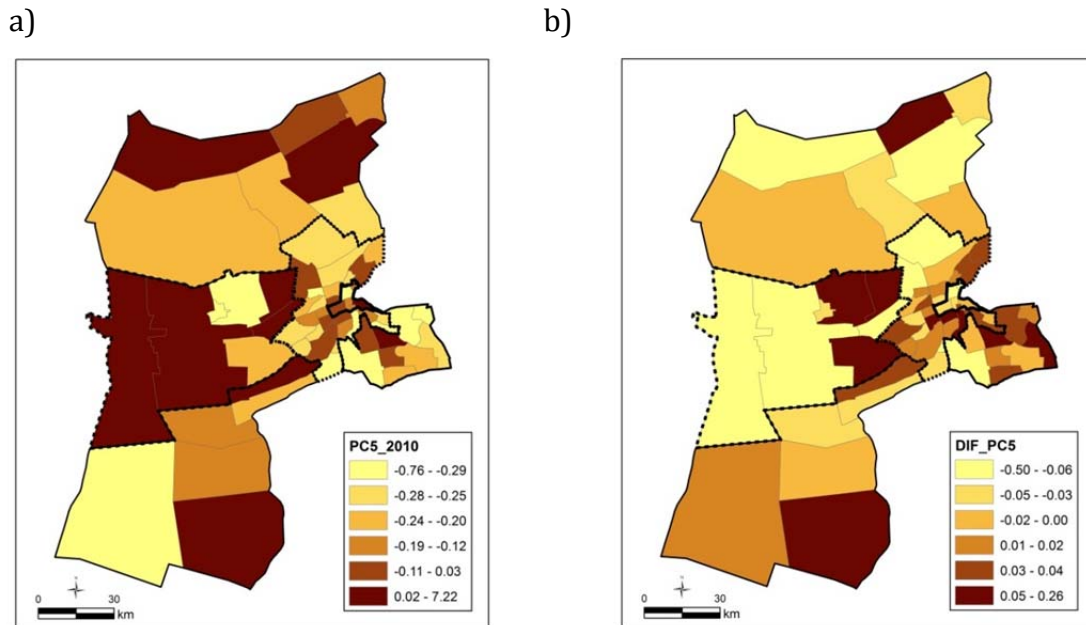 a)
b)
PC5_2010
-0.76 - -0.29
-0.28 - -0.25
-0.24 - -0.20
-0.19 - -0.12
-0.11 - 0.03
0.02 - 7.22
0 30
km
DIF_PC5
-0.50 - -0.06
-0.05 - -0.03
-0.02 - 0.00
0.01 - 0.02
0.03 - 0.04
0.05 - 0.26
0 30
km